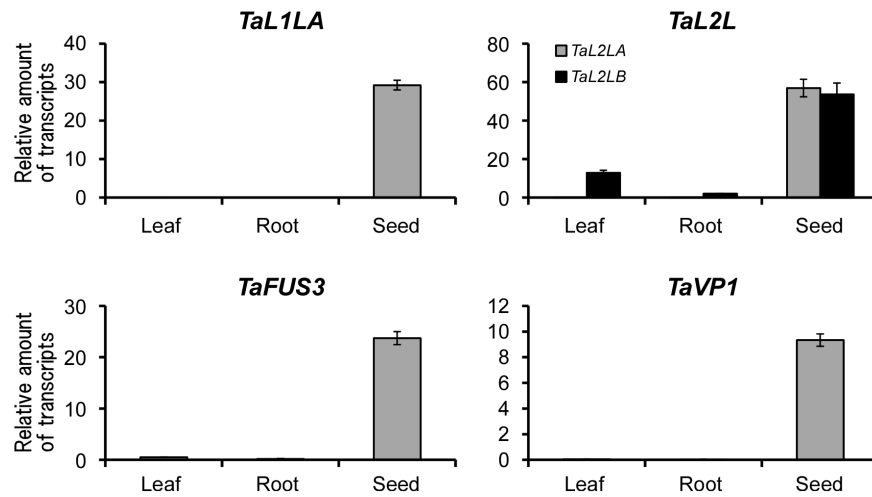 TaL1LA
Relative amount
of transcripts
40
30
20
10
0
Leaf Root Seed
TaL2L
80
60
40
20
0
TaL2LA
TaL2LB
Leaf Root Seed
TaFUS3
Relative amount
of transcripts
30
20
10
0
Leaf Root Seed
TaVP1
12
10
8
6
4
2
0
Leaf Root Seed